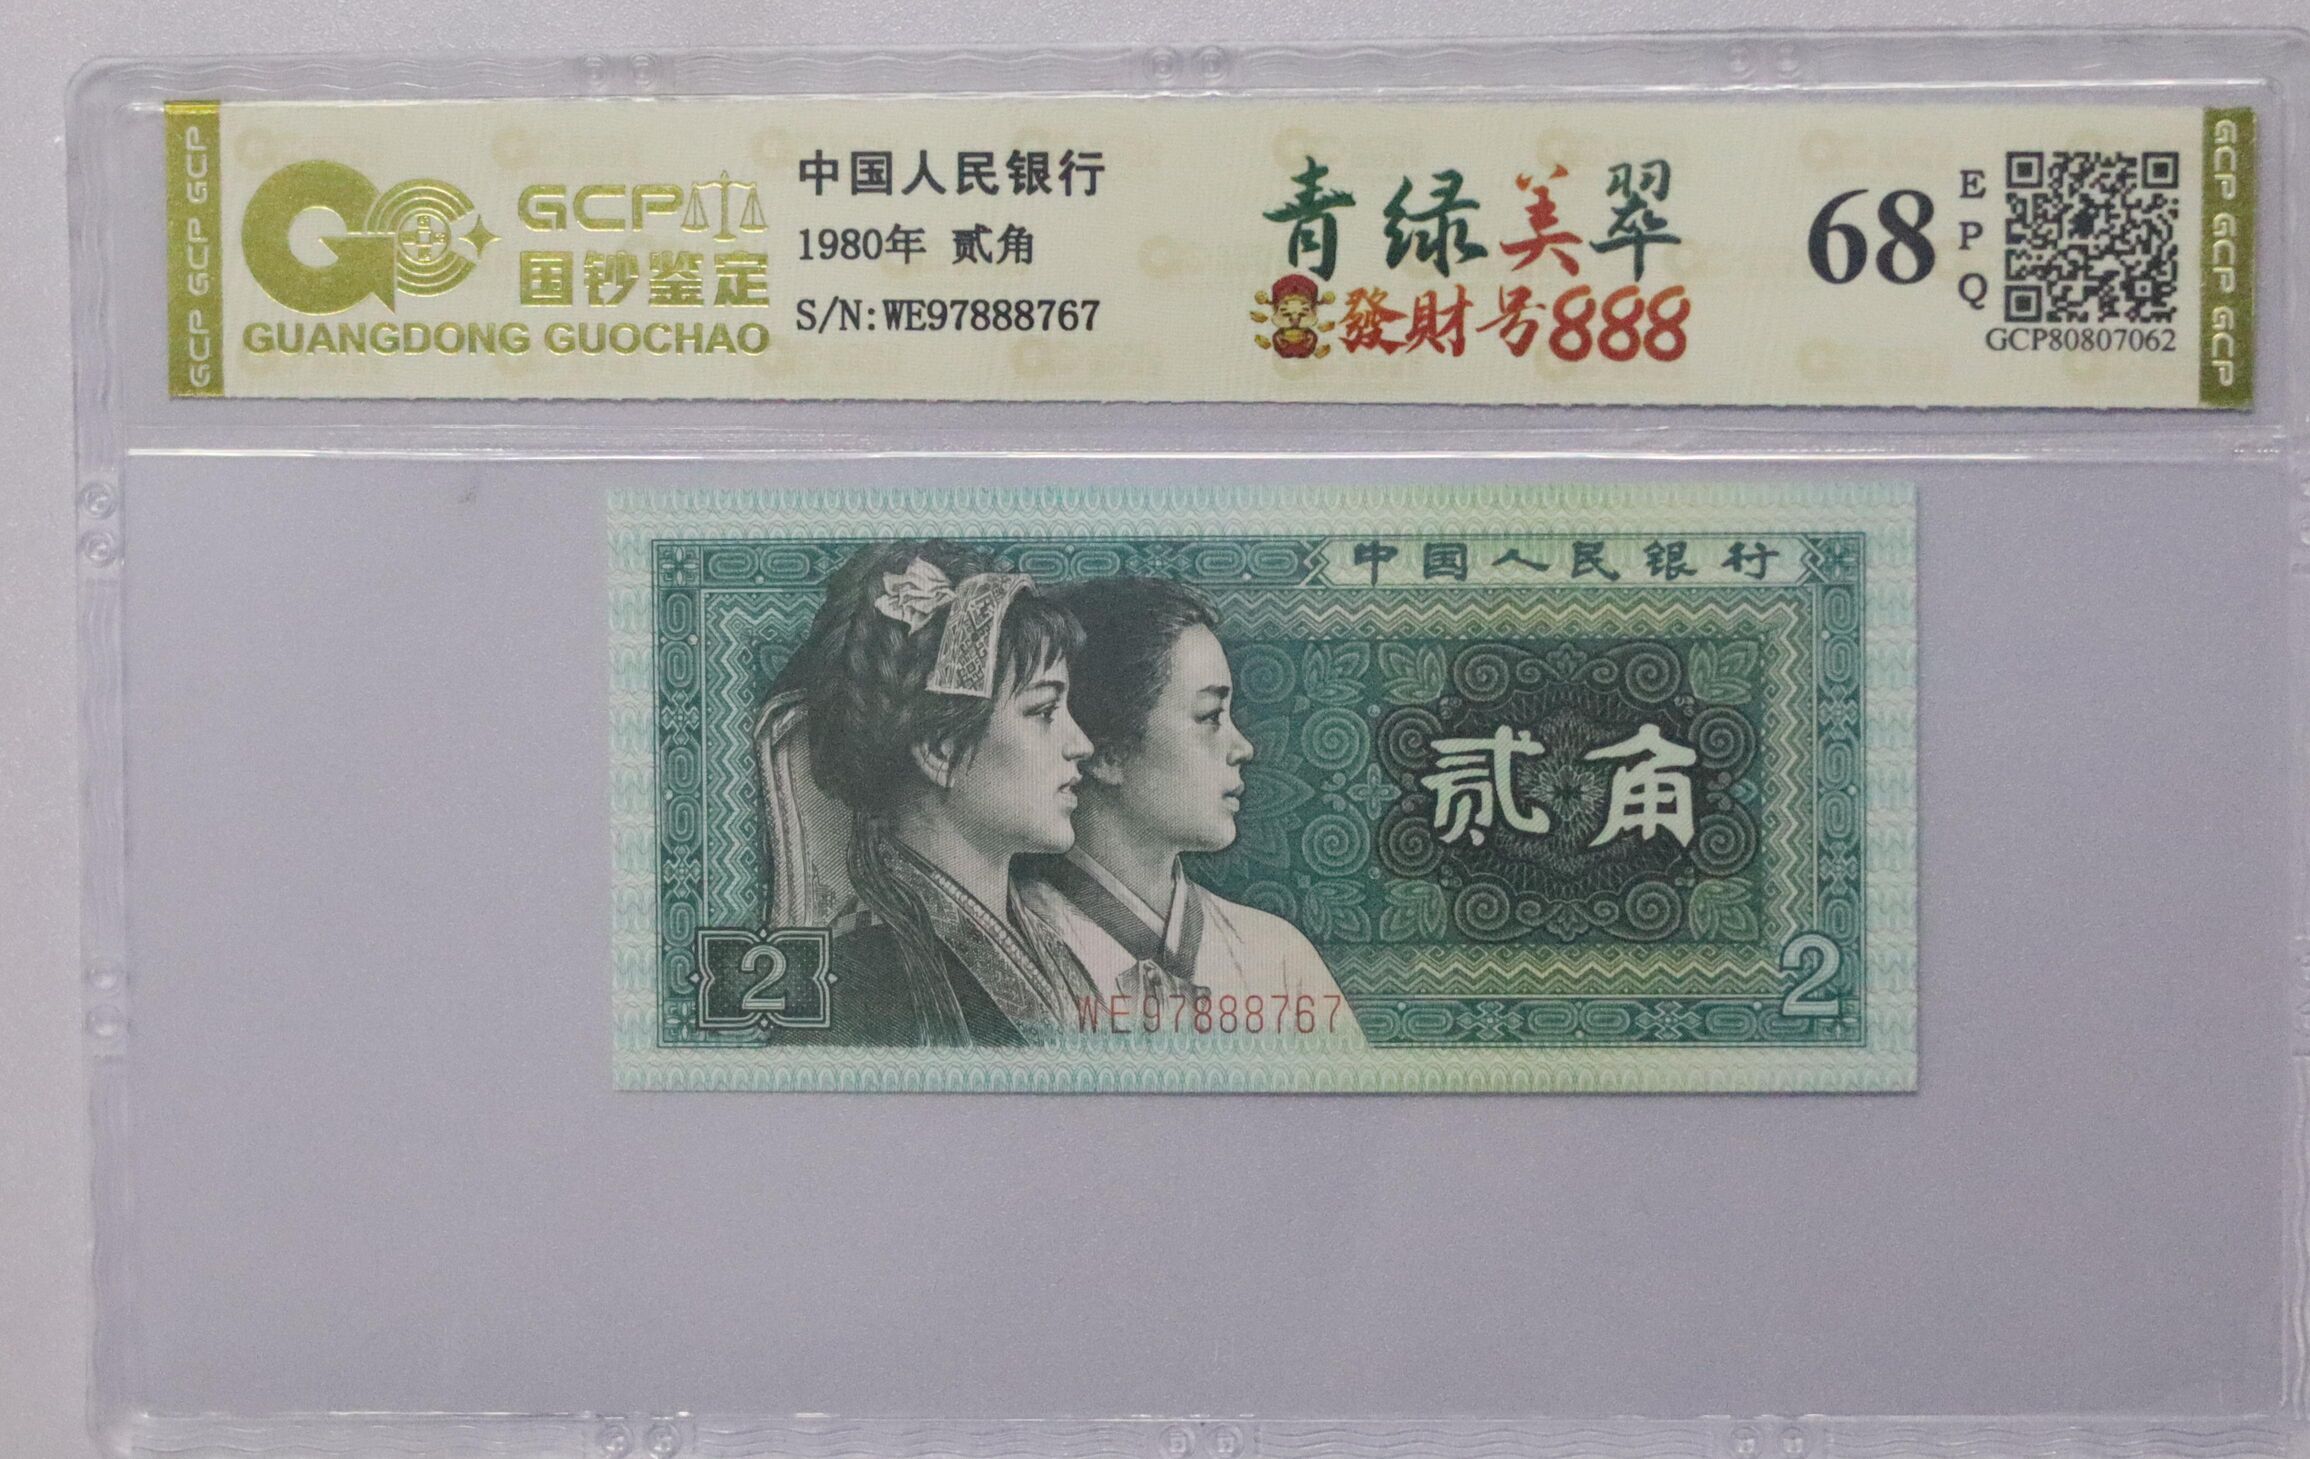 GCP GCP GCP
GCP
国钞鉴定
GUANGDONG GUOCHAO
中国人民银行
1980年 贰角
S/N:WE97888767
青绿美翠
發財号888
68
EPQ
GCP80807062
GCP GCP GCP
中国人民银行
贰角
2
2
WE97888767